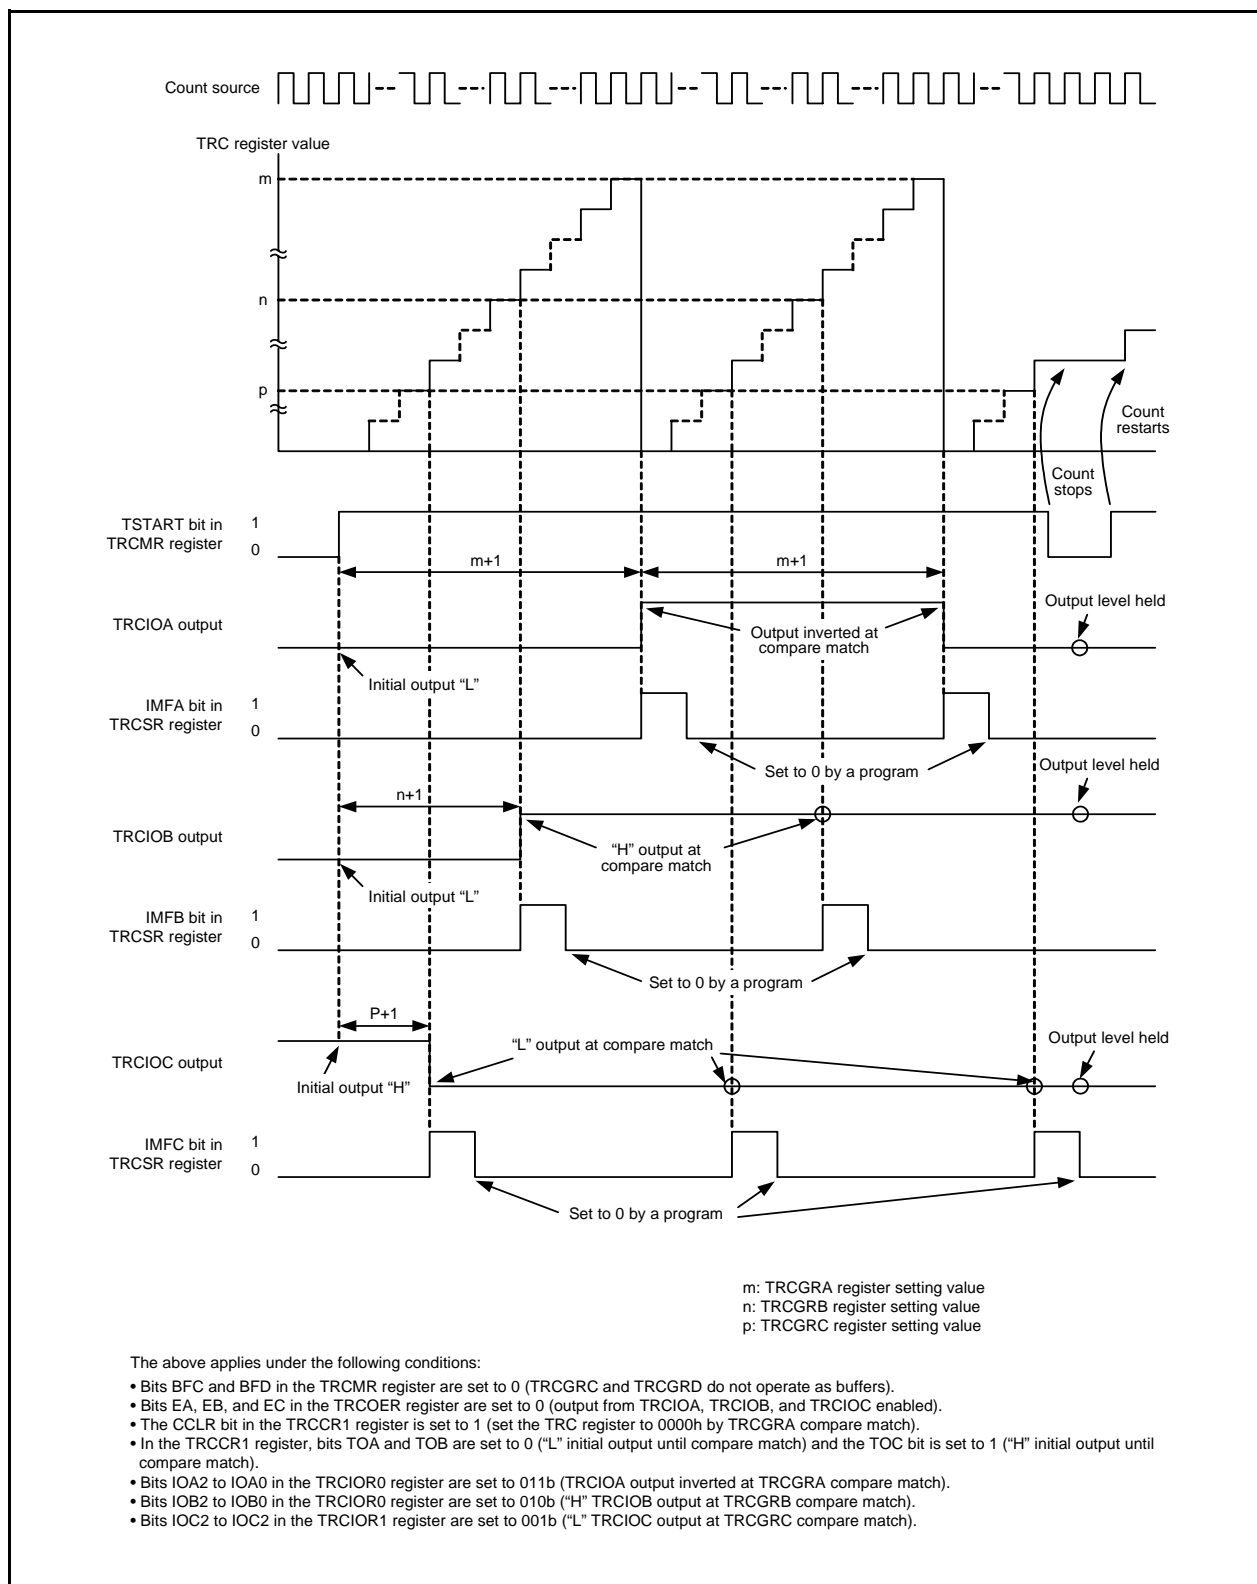 Count source
TRC register value
m
n
p
Count
restarts
Count
stops
TSTART bit in
TRCMR register
1
0
m+1
m+1
TRCIOA output
Output level held
Output inverted at
compare match
Initial output “L”
IMFA bit in
TRCSR register
1
0
Set to 0 by a program
Output level held
n+1
TRCIOB output
“H” output at
compare match
Initial output “L”
IMFB bit in
TRCSR register
1
0
Set to 0 by a program
P+1
TRCIOC output
“L” output at compare match
Output level held
Initial output “H”
IMFC bit in
TRCSR register
1
0
Set to 0 by a program
m: TRCGRA register setting value
n: TRCGRB register setting value
p: TRCGRC register setting value
The above applies under the following conditions:
• Bits BFC and BFD in the TRCMR register are set to 0 (TRCGRC and TRCGRD do not operate as buffers).
• Bits EA, EB, and EC in the TRCOER register are set to 0 (output from TRCIOA, TRCIOB, and TRCIOC enabled).
• The CCLR bit in the TRCCR1 register is set to 1 (set the TRC register to 0000h by TRCGRA compare match).
• In the TRCCR1 register, bits TOA and TOB are set to 0 (“L” initial output until compare match) and the TOC bit is set to 1 (“H” initial output until
compare match).
• Bits IOA2 to IOA0 in the TRCIOR0 register are set to 011b (TRCIOA output inverted at TRCGRA compare match).
• Bits IOB2 to IOB0 in the TRCIOR0 register are set to 010b (“H” TRCIOB output at TRCGRB compare match).
• Bits IOC2 to IOC2 in the TRCIOR1 register are set to 001b (“L” TRCIOC output at TRCGRC compare match).